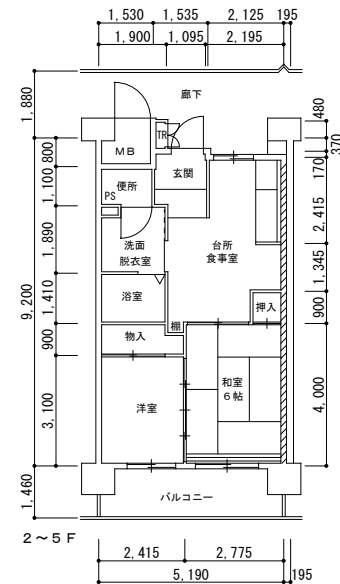 1,530 1,535 2,125 195
1,900 1,095 2,195
1,880
廊下
480
370
TR
MB
800
玄関
170
便所
1,100
PS
2,415
洗面
脱衣室
1,890
台所
食事室
1,345
9,200
浴室
1,410
押入
900
棚
物入
900
和室
6帖
洋室
3,100
4,000
1,460
バルコニー
2～5F
2,415 2,775
5,190 195